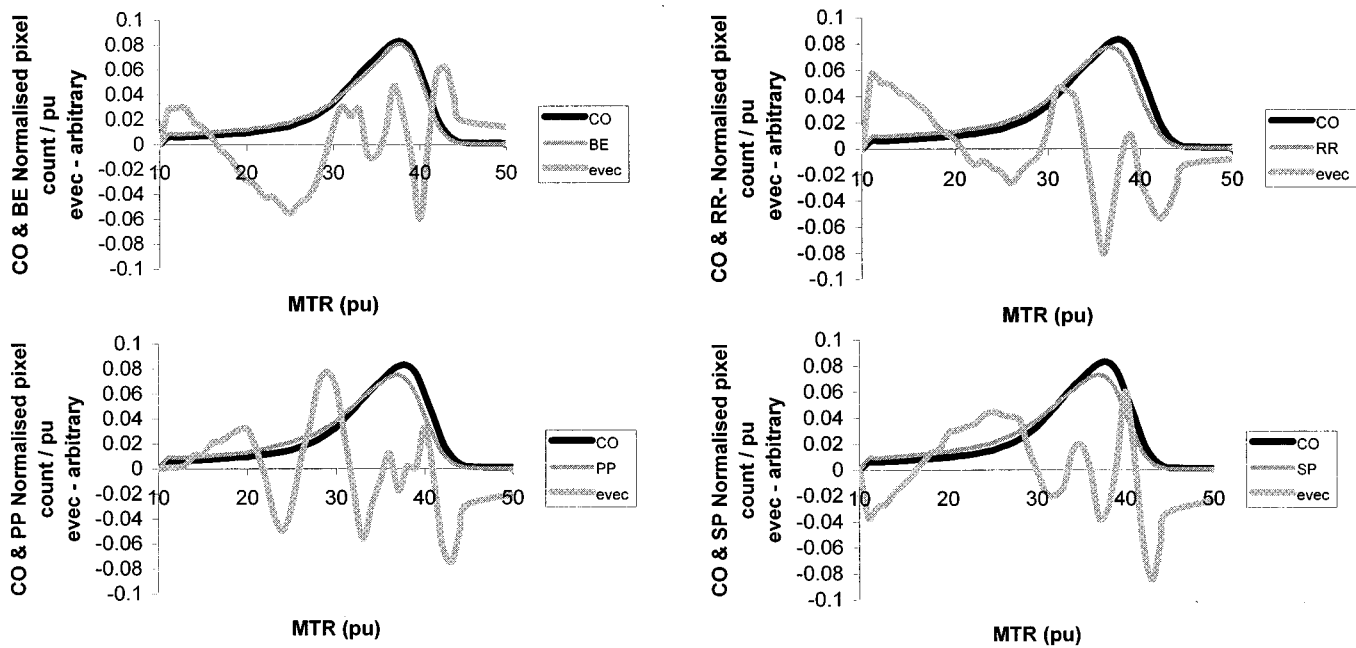 CO & BE Normalised pixel
count / pu
evec - arbitrary
0.1
0.08
0.06
0.04
0.02
0
-0.02
-0.04
-0.06
-0.08
-0.1
10
20
30
40
50
MTR (pu)
CO
BE
evec
CO & RR- Normalised pixel
count / pu
evec - arbitrary
0.1
0.08
0.06
0.04
0.02
0
-0.02
-0.04
-0.06
-0.08
-0.1
10
20
30
40
50
MTR (pu)
CO
RR
evec
CO & PP Normalised pixel
count / pu
evec - arbitrary
0.1
0.08
0.06
0.04
0.02
0
-0.02
-0.04
-0.06
-0.08
-0.1
10
20
30
40
50
MTR (pu)
CO
PP
evec
CO & SP Normalised pixel
count / pu
evec - arbitrary
0.1
0.08
0.06
0.04
0.02
0
-0.02
-0.04
-0.06
-0.08
-0.1
10
20
30
40
50
MTR (pu)
CO
SP
evec